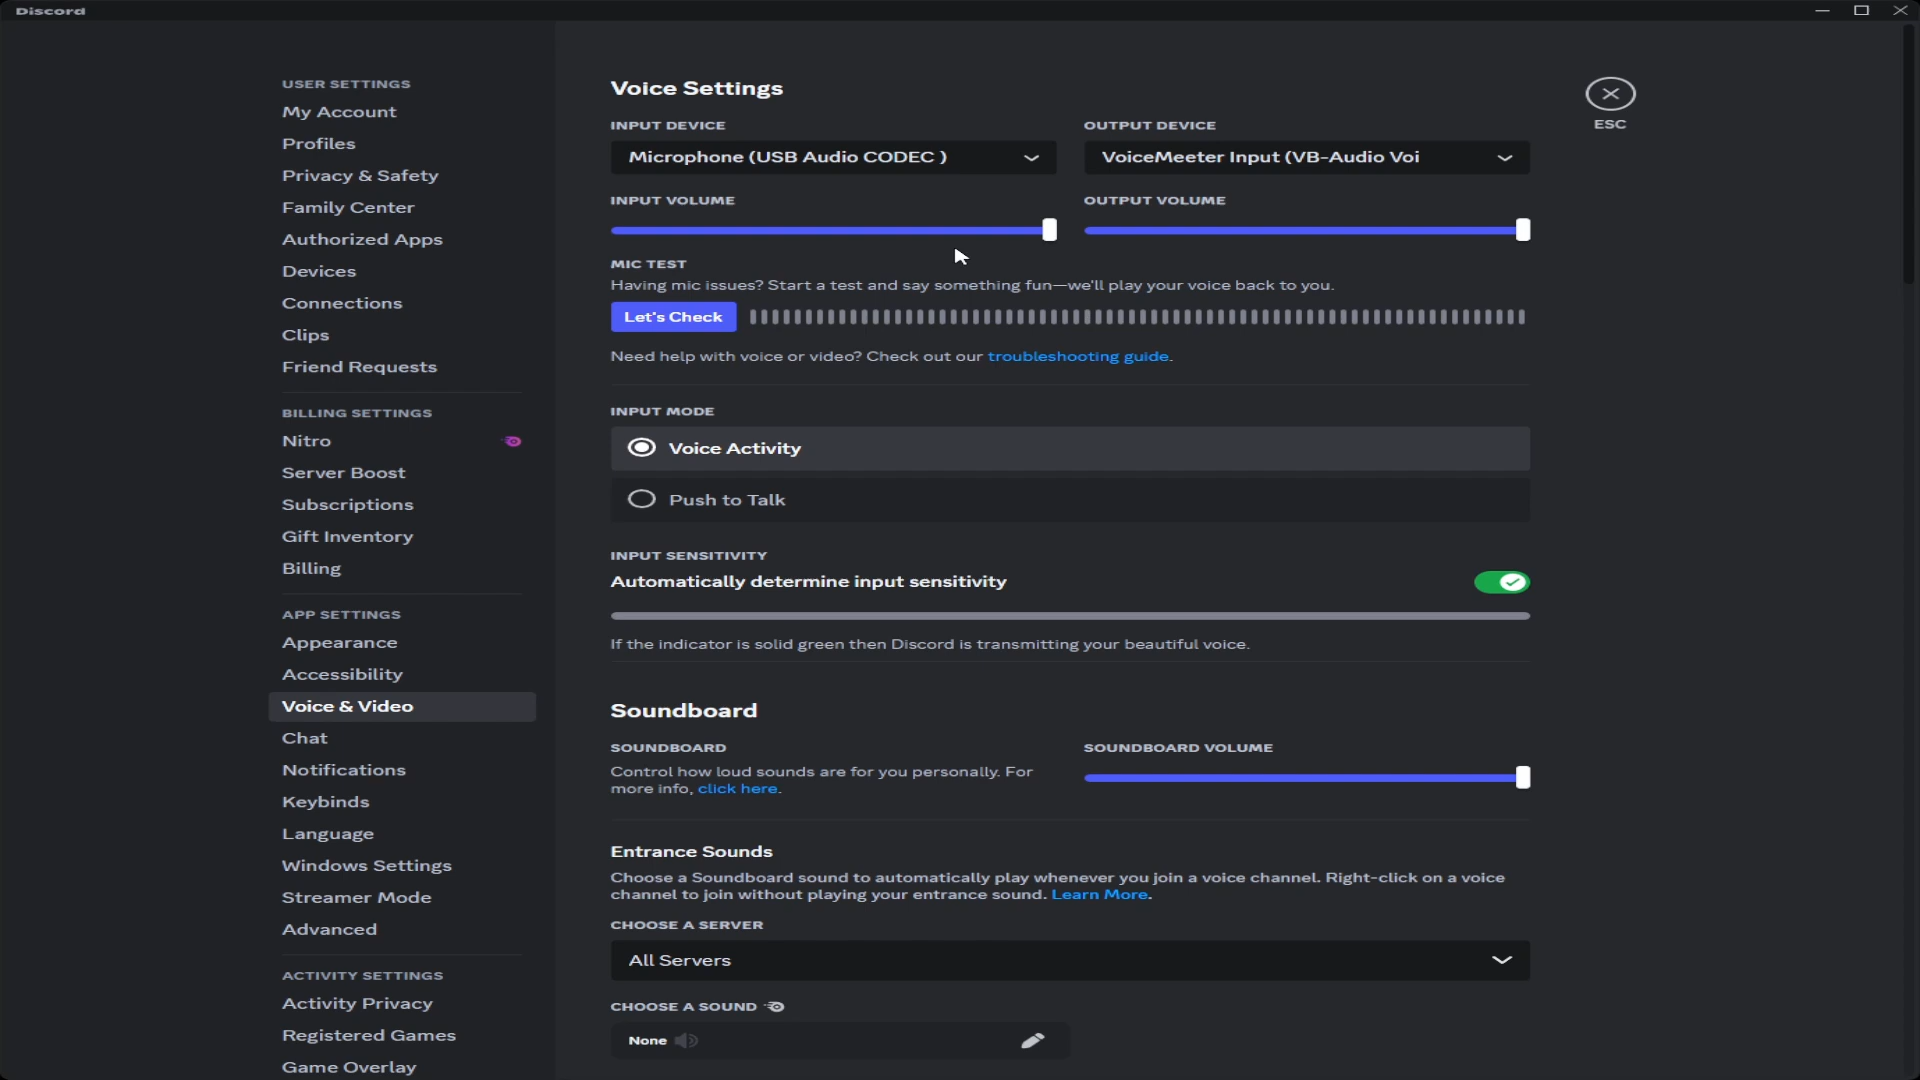 Discord
USER SETTINGS
My Account
Profiles
Privacy & Safety
Family Center
Authorized Apps
Devices
Connections
Clips
Friend Requests
BILLING SETTINGS
Nitro
Server Boost
Subscriptions
Gift Inventory
Billing
APP SETTINGS
Appearance
Accessibility
Voice & Video
Chat
Notifications
Keybinds
Language
Windows Settings
Streamer Mode
Advanced
ACTIVITY SETTINGS
Activity Privacy
Registered Games
Game Overlay
Voice Settings
INPUT DEVICE
Microphone (USB Audio CODEC )
OUTPUT DEVICE
VoiceMeeter Input (VB-Audio Voi
INPUT VOLUME
OUTPUT VOLUME
MIC TEST
Having mic issues? Start a test and say something fun—we'll play your voice back to you.
Let's Check
Need help with voice or video? Check out our troubleshooting guide.
INPUT MODE
Voice Activity
Push to Talk
INPUT SENSITIVITY
Automatically determine input sensitivity
If the indicator is solid green then Discord is transmitting your beautiful voice.
Soundboard
SOUNDBOARD
Control how loud sounds are for you personally. For
more info, click here.
SOUNDBOARD VOLUME
Entrance Sounds
Choose a Soundboard sound to automatically play whenever you join a voice channel. Right-click on a voice
channel to join without playing your entrance sound. Learn More.
CHOOSE A SERVER
All Servers
CHOOSE A SOUND
None
ESC